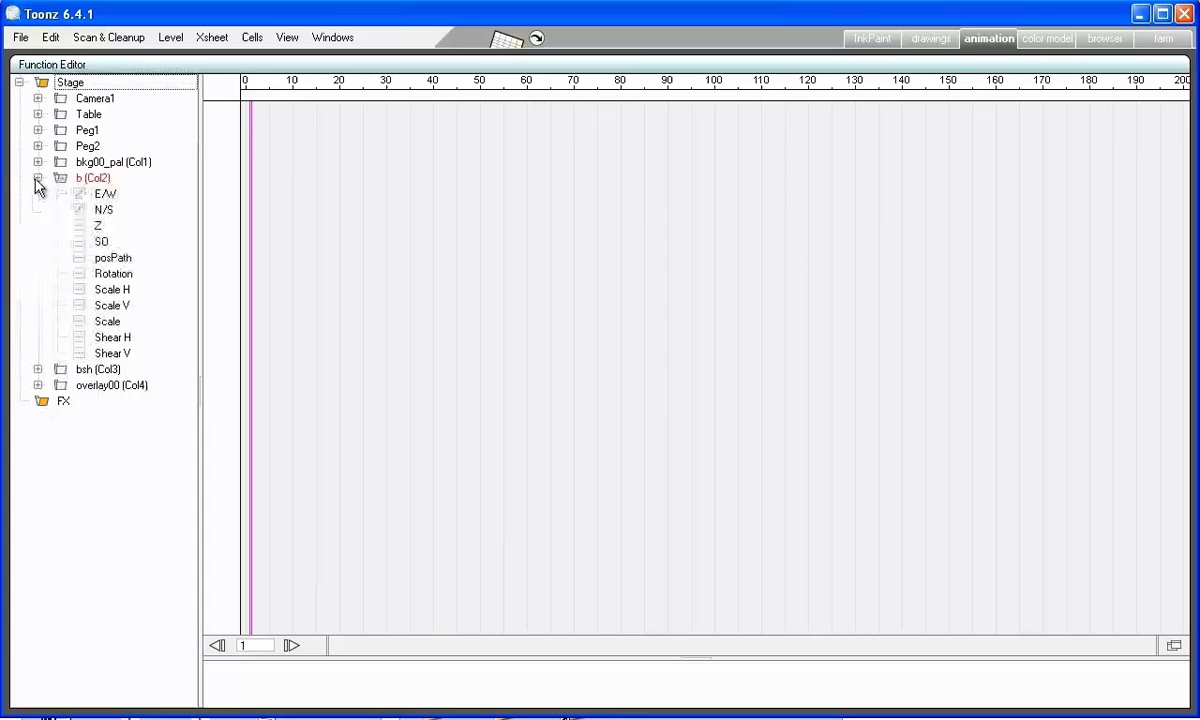 Toonz 6.4.1
File Edit Scan & Cleanup Level Xsheet Cells View Windows InkPaint drawings animation color model browser farm
Function Editor
0 10 20 30 40 50 60 70 80 90 100 110 120 130 140 150 160 170 180 190 200
Stage
Camera1
Table
Peg1
Peg2
bkg00_pal (Col1)
b (Col2)
E/W
N/S
Z
SO
posPath
Rotation
Scale H
Scale V
Scale
Shear H
Shear V
bsh (Col3)
overlay00 (Col4)
FX
1